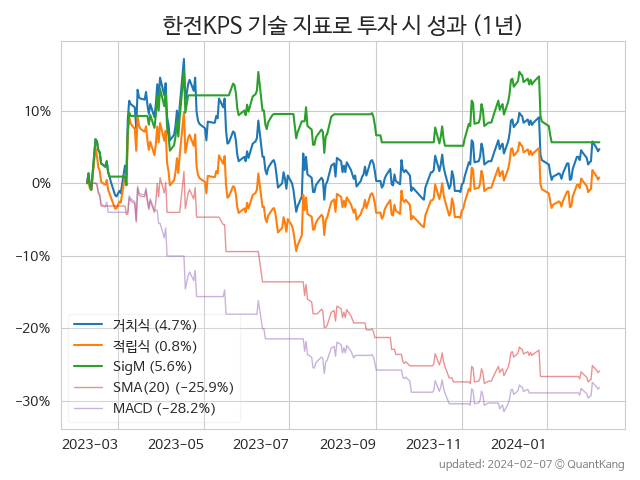 한전KPS 기술 지표로 투자 시 성과 (1년)
10%
0%
−10%
−20%
−30%
거치식 (4.7%)
적립식 (0.8%)
SigM (5.6%)
SMA(20) (−25.9%)
MACD (−28.2%)
2023-03 2023-05 2023-07 2023-09 2023-11 2024-01
updated: 2024-02-07 © QuantKang